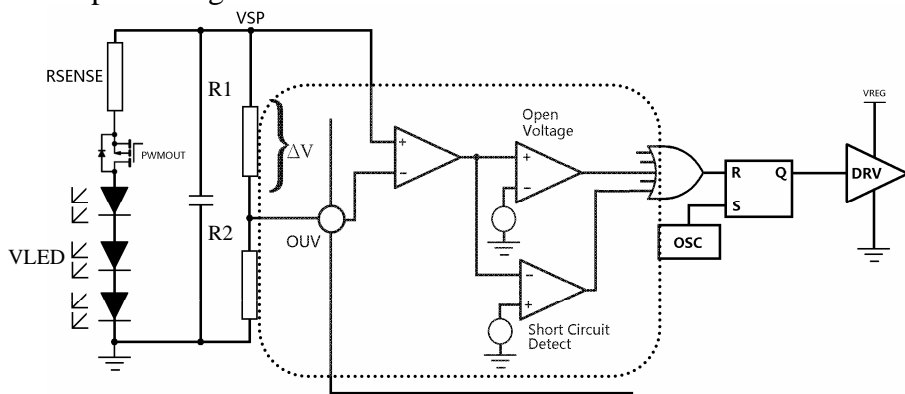 VSP
RSENSE
R1
Open
Voltage
VREG
PWMOUT
ΔV
+
−
+
−
R
Q
DRV
S
R2
OUV
OSC
VLED
−
+
Short Circuit
Detect